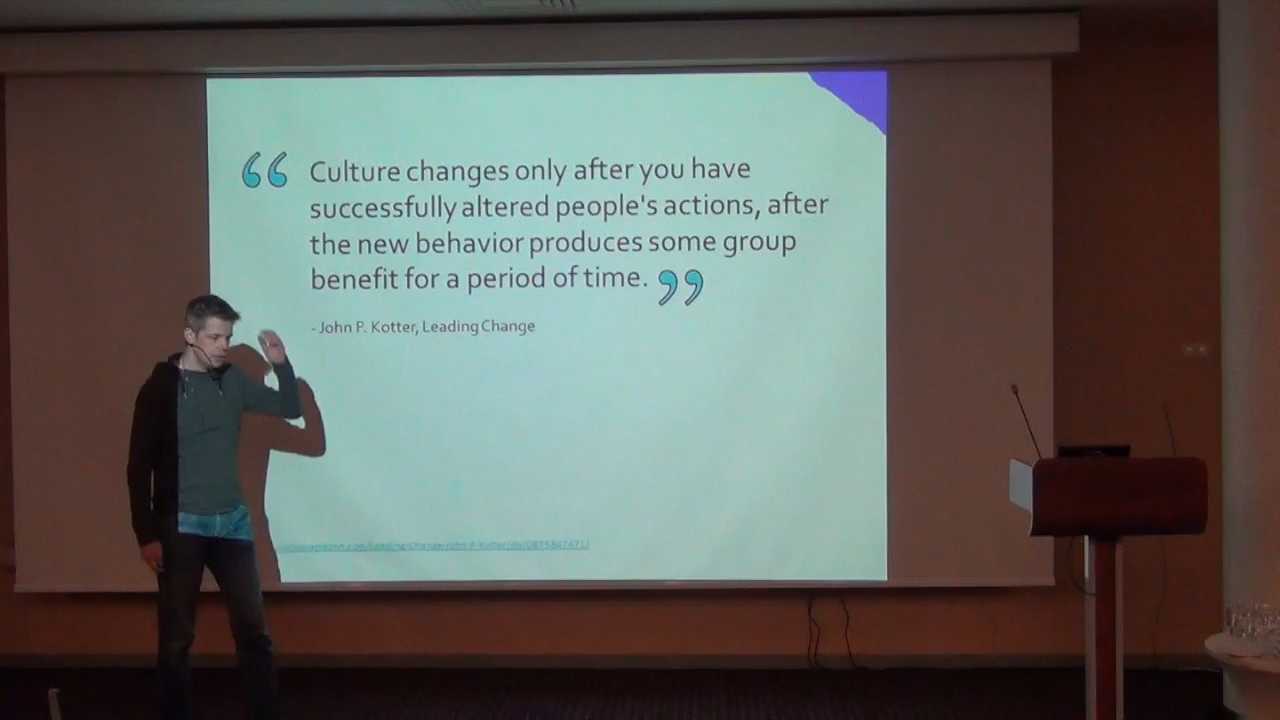 “ Culture changes only after you have
successfully altered people's actions, after
the new behavior produces some group
benefit for a period of time. ”
- John P. Kotter, Leading Change